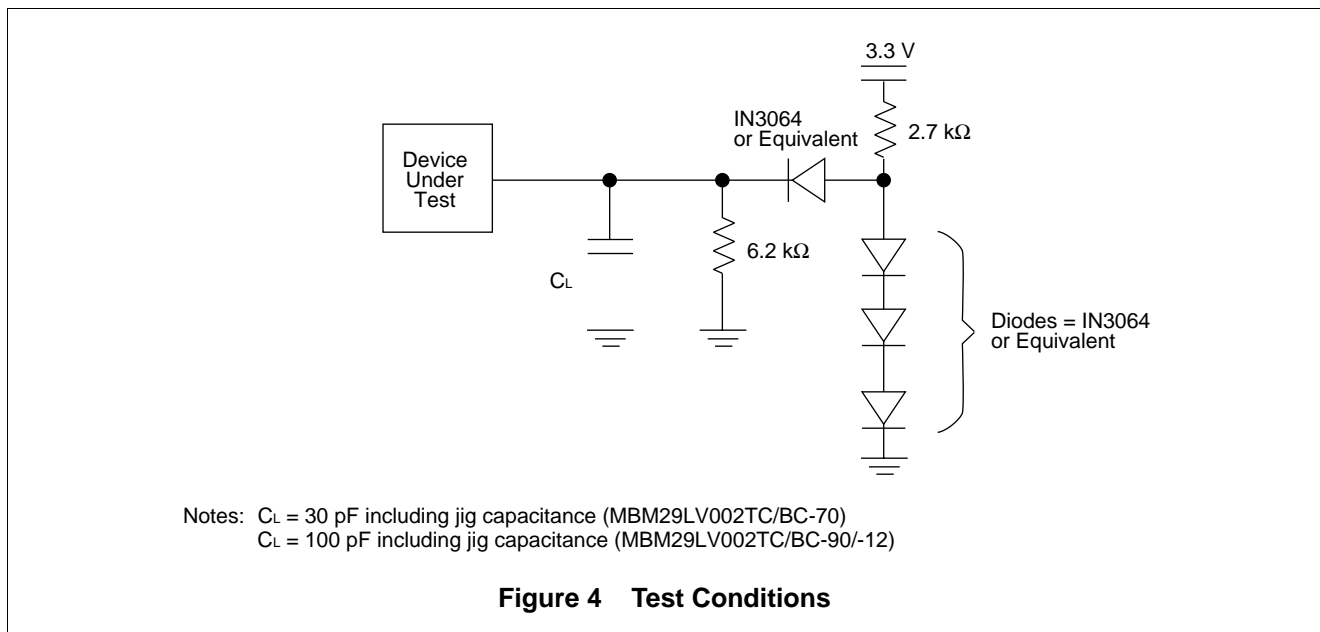 3.3 V
IN3064
or Equivalent
2.7 kΩ
Device
Under
Test
6.2 kΩ
CL
Diodes = IN3064
or Equivalent
Notes: CL = 30 pF including jig capacitance (MBM29LV002TC/BC-70)
CL = 100 pF including jig capacitance (MBM29LV002TC/BC-90/-12)
Figure 4 Test Conditions